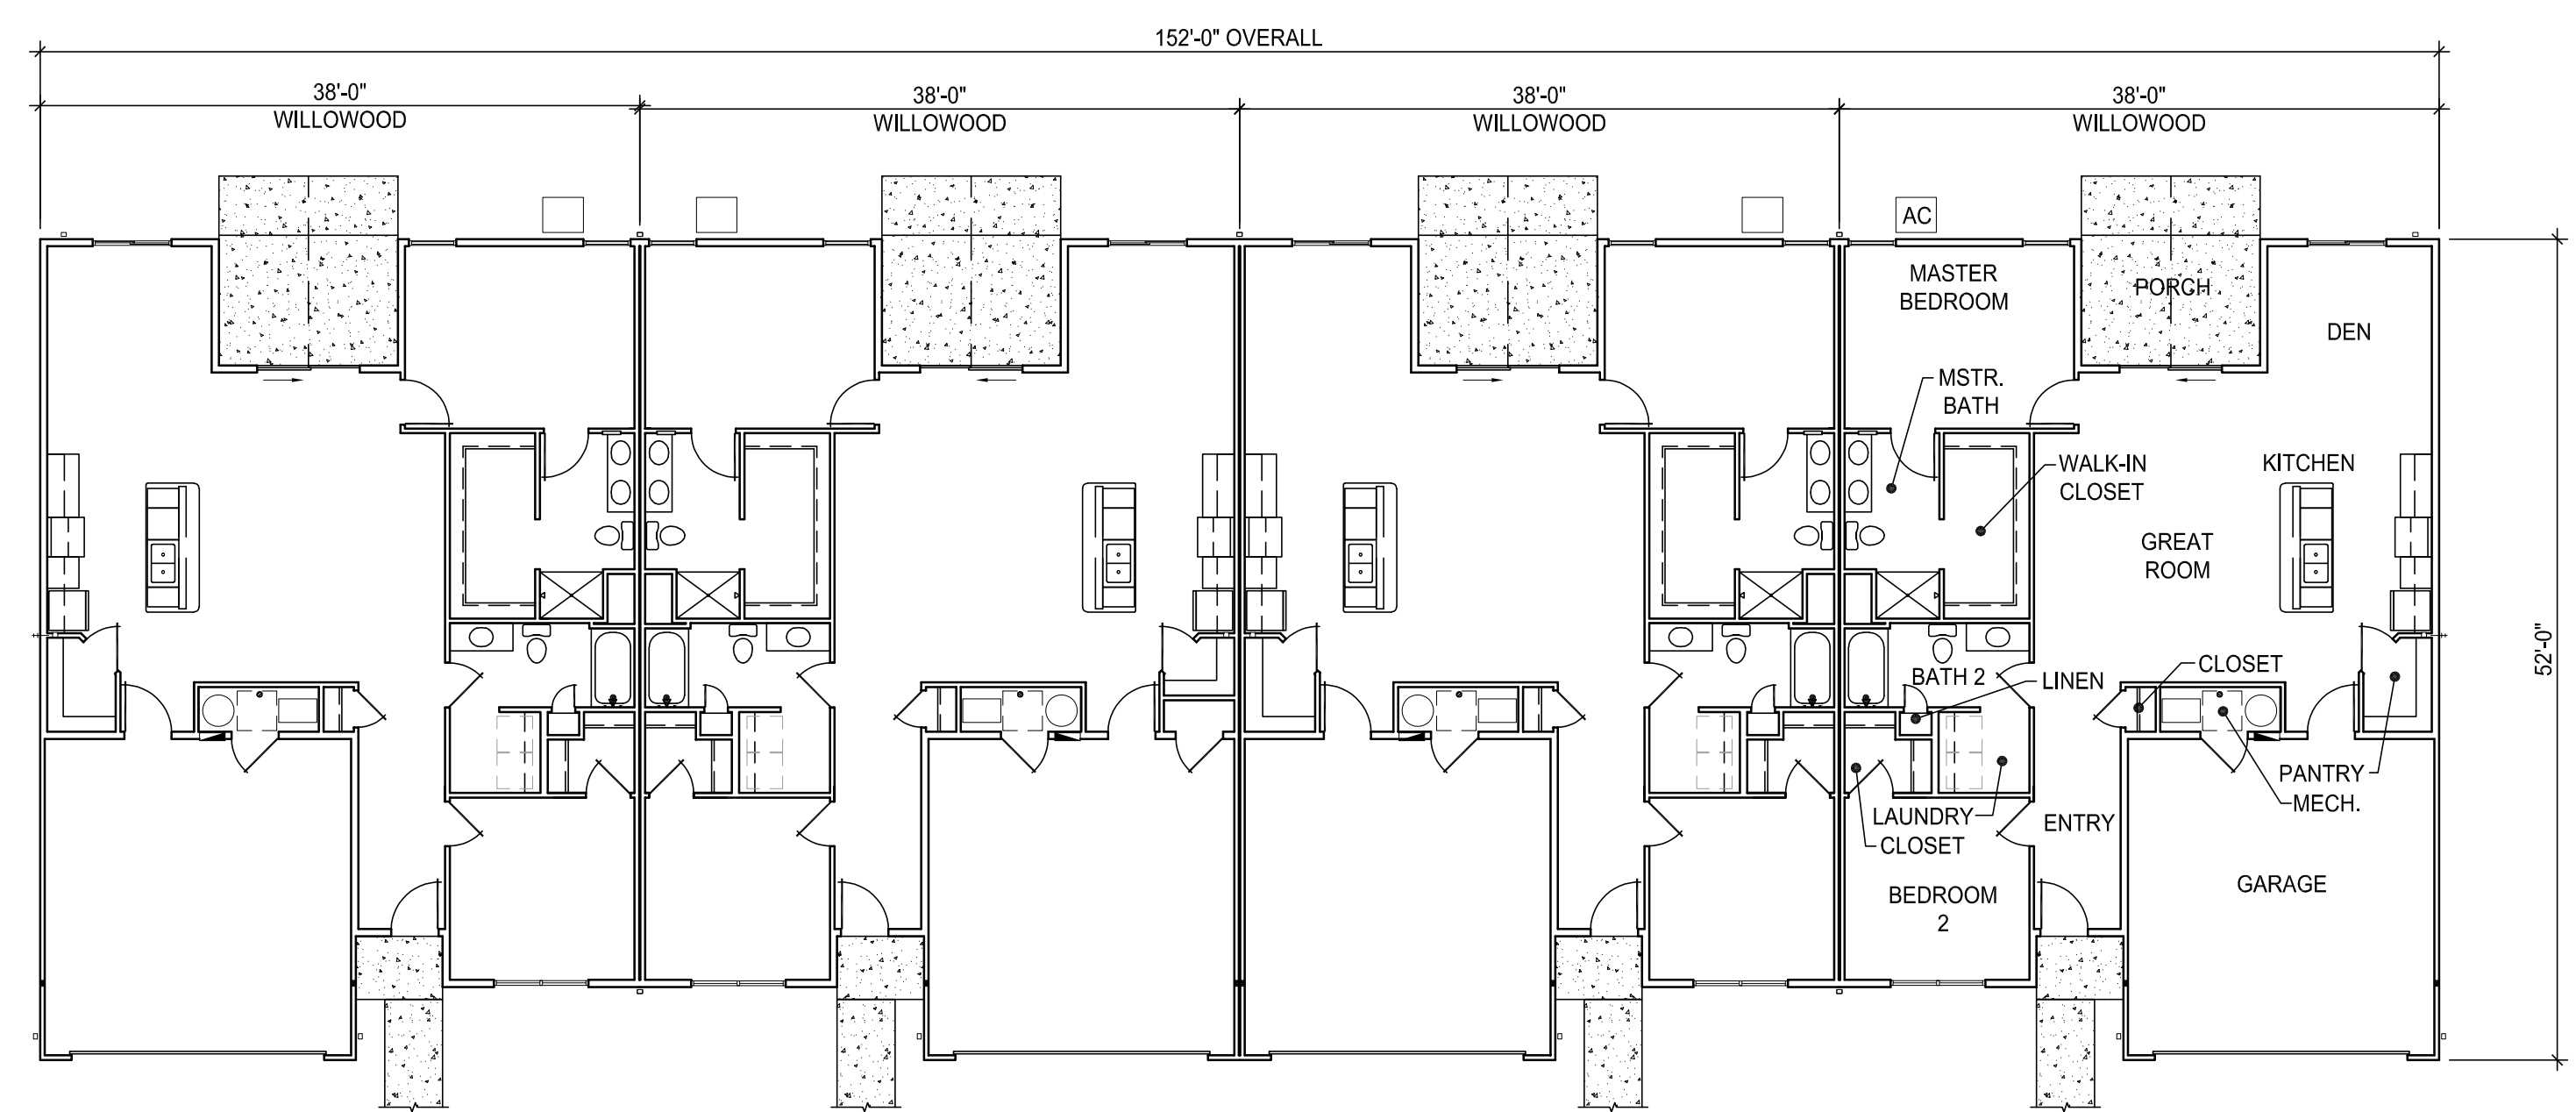 152'-0" OVERALL
38'-0"
WILLOWOOD
38'-0"
WILLOWOOD
38'-0"
WILLOWOOD
38'-0"
WILLOWOOD
AC
MASTER
BEDROOM
PORCH
DEN
MSTR.
BATH
WALK-IN
CLOSET
KITCHEN
GREAT
ROOM
52'-0"
CLOSET
BATH 2
LINEN
PANTRY
MECH.
LAUNDRY
CLOSET
ENTRY
GARAGE
BEDROOM
2